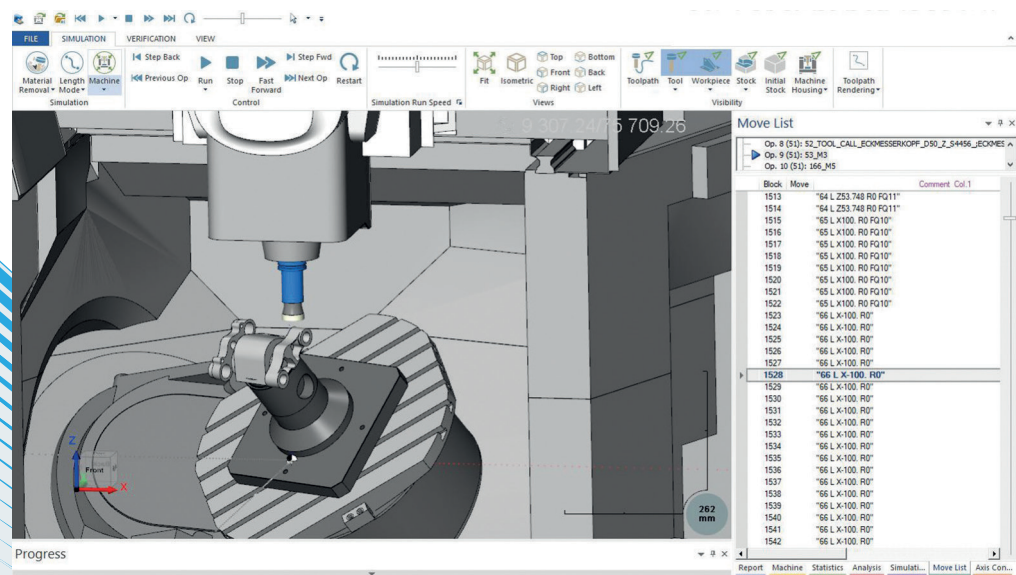 FILE SIMULATION VERIFICATION VIEW
Step Back
Previous Op
Step Fwd
Next Op
Material Removal
Length Mode
Machine
Run
Stop
Fast Forward
Restart
Fit
Isometric
Top
Bottom
Front
Back
Right
Left
Toolpath
Tool
Workpiece
Stock
Initial Stock
Machine Housing
Toolpath Rendering
Simulation
Control
Simulation Run Speed
Views
Visibility
9 307.24/15 709.26
Move List
Op. 8 (51): 52_TOOL_CALL_ECKMESSERKOPF_D50_Z_S4456_;ECKMES
Op. 9 (51): 53_M3
Op. 10 (51): 166_M5
Block Move Comment Col.1
1513 "64 L Z53.748 R0 FQ11"
1514 "64 L Z53.748 R0 FQ11"
1515 "65 L X100. R0 FQ10"
1516 "65 L X100. R0 FQ10"
1517 "65 L X100. R0 FQ10"
1518 "65 L X100. R0 FQ10"
1519 "65 L X100. R0 FQ10"
1520 "65 L X100. R0 FQ10"
1521 "65 L X100. R0 FQ10"
1522 "65 L X100. R0 FQ10"
1523 "66 L X-100. R0"
1524 "66 L X-100. R0"
1525 "66 L X-100. R0"
1526 "66 L X-100. R0"
1527 "66 L X-100. R0"
1528 "66 L X-100. R0"
1529 "66 L X-100. R0"
1530 "66 L X-100. R0"
1531 "66 L X-100. R0"
1532 "66 L X-100. R0"
1533 "66 L X-100. R0"
1534 "66 L X-100. R0"
1535 "66 L X-100. R0"
1536 "66 L X-100. R0"
1537 "66 L X-100. R0"
1538 "66 L X-100. R0"
1539 "66 L X-100. R0"
1540 "66 L X-100. R0"
1541 "66 L X-100. R0"
1542 "66 L X-100. R0"
Z
Front
X
262
mm
Progress
Report Machine Statistics Analysis Simulati... Move List Axis Con...